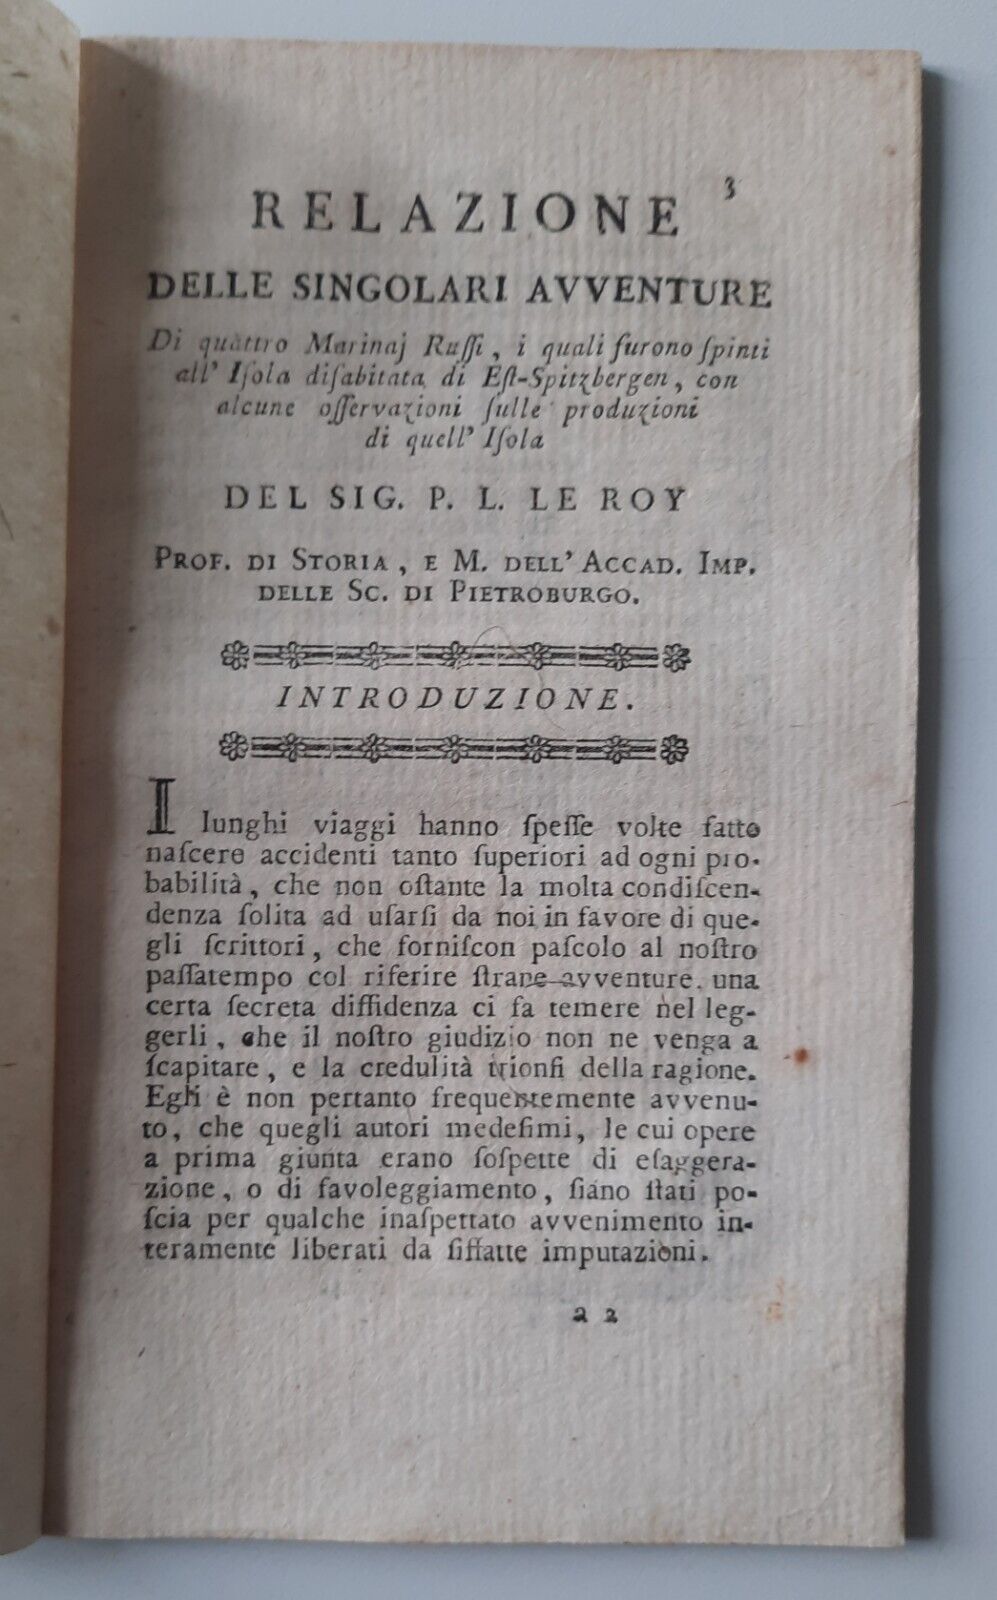 3
RELAZIONE
DELLE SINGOLARI AVVENTURE
Di quattro Marinaj Ruſſi, i quali furono ſpinti
all' Iſola diſabitata di Eſt-Spitzbergen, con
alcune oſſervazioni ſulle produzioni
di quell' Iſola
DEL SIG. P. L. LE ROY
PROF. DI STORIA, E M. DELL' ACCAD. IMP.
DELLE SC. DI PIETROBURGO.
INTRODUZIONE.
I lunghi viaggi hanno ſpeſſe volte fatto
naſcere accidenti tanto ſuperiori ad ogni pro-
babilità, che non oſtante la molta condiſcen-
denza ſolita ad uſarſi da noi in favore di que-
gli ſcrittori, che forniſcon paſcolo al noſtro
paſſatempo col riferire ſtrane avventure, una
certa ſecreta diffidenza ci fa temere nel leg-
gerli, che il noſtro giudizio non ne venga a
ſcapitare, e la credulità trionfi della ragione.
Egli è non pertanto frequentemente avvenu-
to, che quegli autori medeſimi, le cui opere
a prima giunta erano ſoſpette di eſaggera-
zione, o di favoleggiamento, ſiano ſtati po-
ſcia per qualche inaſpettato avvenimento in-
teramente liberati da ſiffatte imputazioni.
a 2